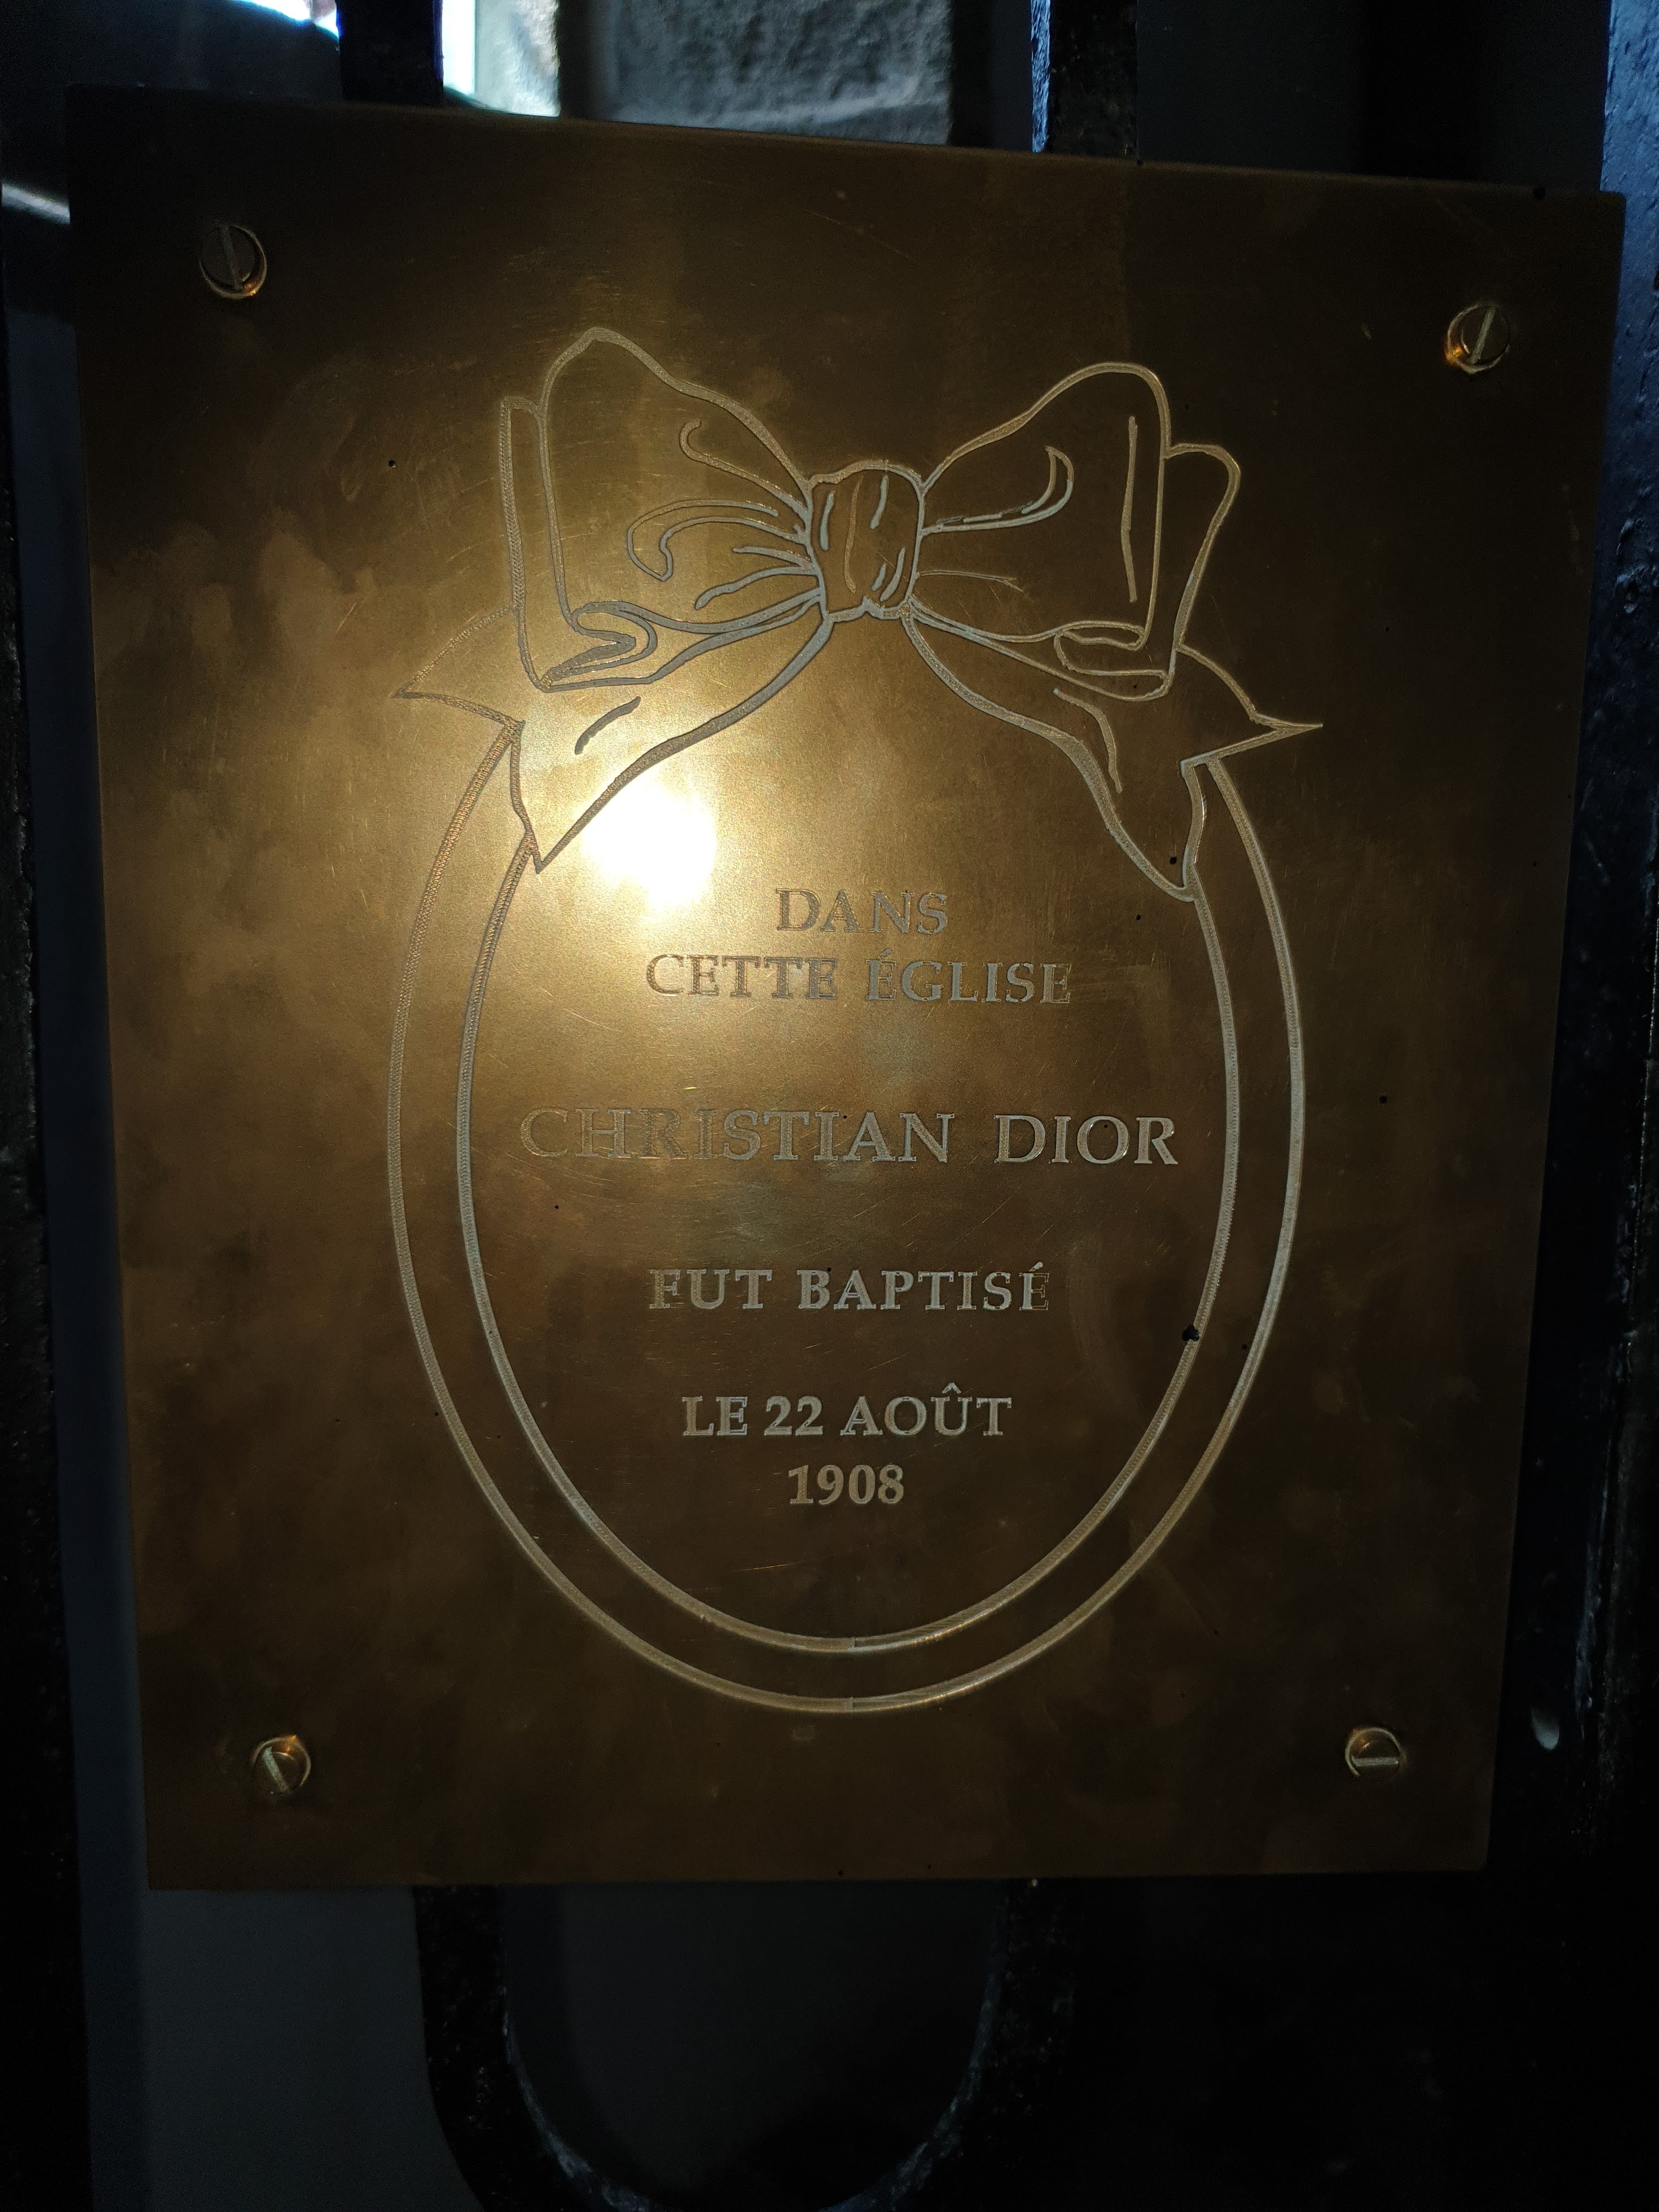 DANS
CETTE ÉGLISE
CHRISTIAN DIOR
FUT BAPTISÉ
LE 22 AOÛT
1908